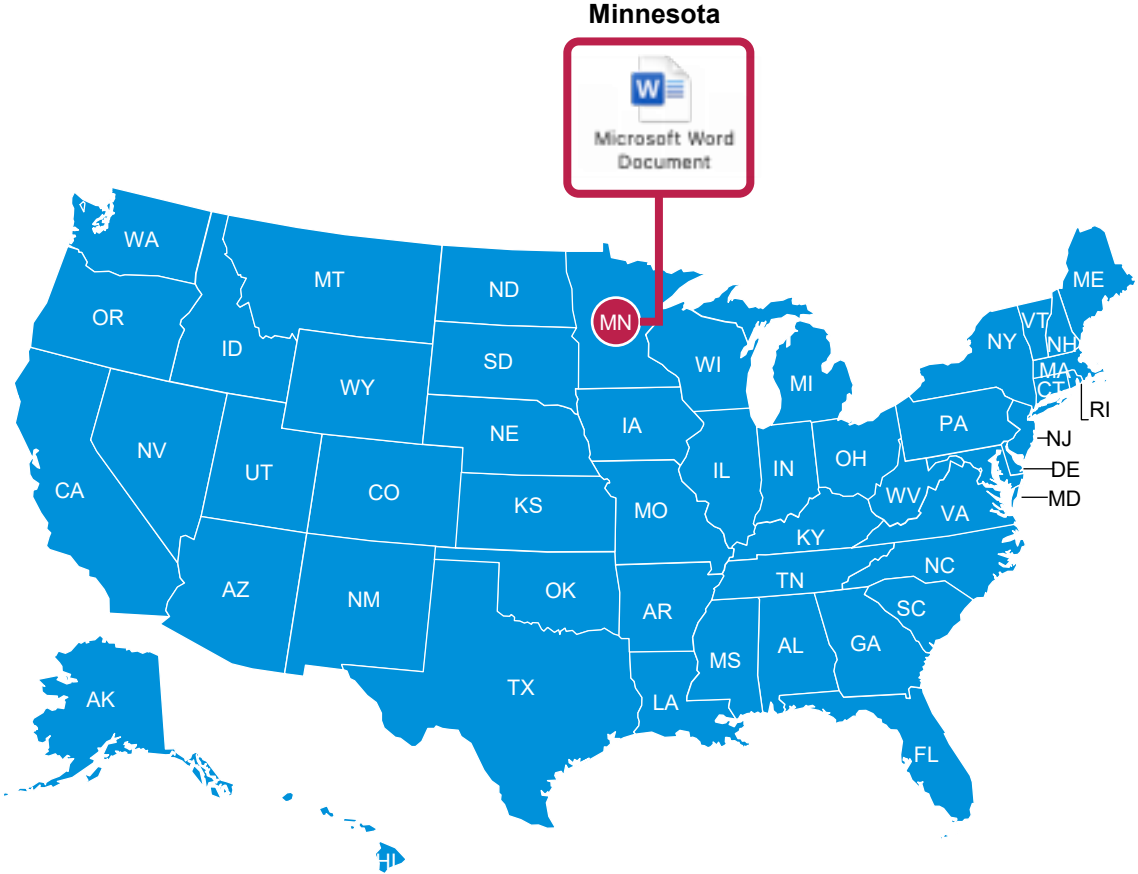 Minnesota
W
Microsoft Word
Document
WA
MT
ND
MN
ME
OR
ID
SD
WI
MI
NY
VT
NH
MA
CT
RI
WY
IA
NE
PA
NJ
NV
UT
CO
KS
MO
IL
IN
OH
WV
DE
MD
CA
VA
KY
AZ
NM
OK
AR
TN
NC
SC
MS
AL
GA
TX
LA
AK
FL
HI